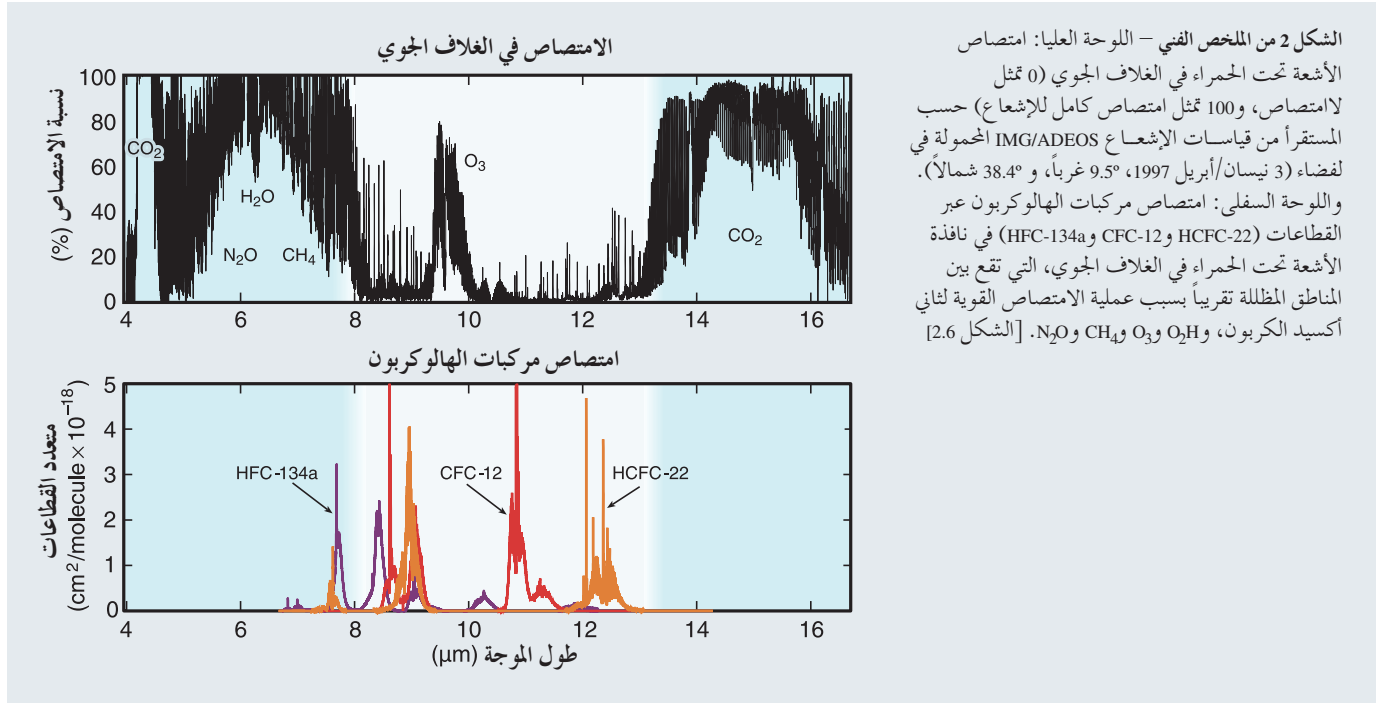 الشكل 2 من الملخص الفني – اللوحة العليا: امتصاص
الأشعة تحت الحمراء في الغلاف الجوي (0 تمثل
لاامتصاص، و100 تمثل امتصاص كامل للإشعاع) حسب
المستقرأ من قياسات الإشعاع IMG/ADEOS المحمولة في
لفضاء (3 نيسان/أبريل 1997، 9.5° غرباً، و 38.4° شمالاً).
واللوحة السفلى: امتصاص مركبات الهالوكربون عبر
القطاعات (HCFC-22 وCFC-12 وHFC-134a) في نافذة
الأشعة تحت الحمراء في الغلاف الجوي، التي تقع بين
المناطق المظللة تقريباً بسبب عملية الامتصاص القوية لثاني
أكسيد الكربون، وO₂H وO₃ وCH₄ وN₂O. [الشكل 2.6]
الامتصاص في الغلاف الجوي
نسبة الامتصاص (%)
100
80
60
40
20
0
CO₂
H₂O
N₂O
CH₄
O₃
CO₂
4 6 8 10 12 14 16
امتصاص مركبات الهالوكربون
متعدد القطاعات
(cm²/molecule×10⁻¹⁸)
5
4
3
2
1
0
HFC-134a
CFC-12
HCFC-22
4 6 8 10 12 14 16
طول الموجة (μm)